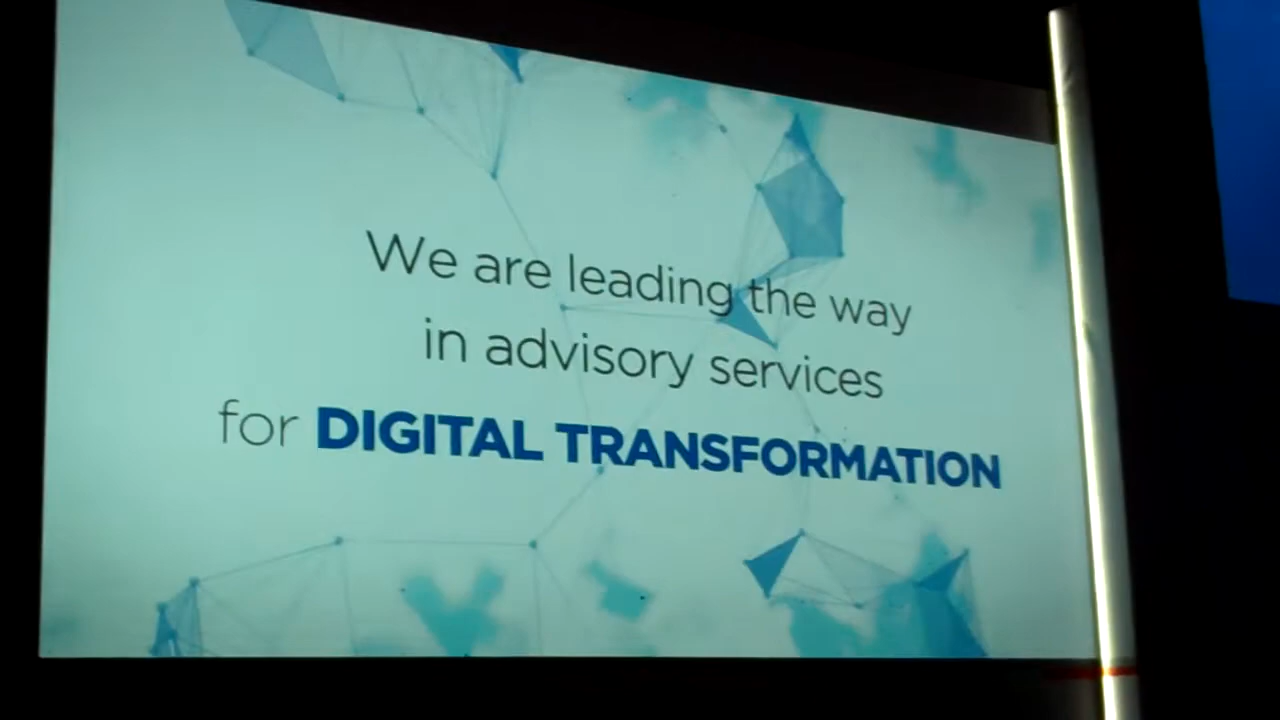 We are leading the way
in advisory services
for DIGITAL TRANSFORMATION